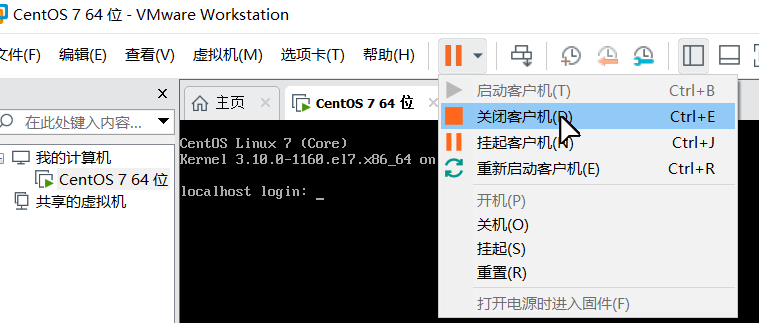 CentOS 7 64 位 - VMware Workstation
文件(F) 编辑(E) 查看(V) 虚拟机(M) 选项卡(T) 帮助(H)
主页 CentOS 7 64 位
在此处键入内容...
我的计算机
CentOS 7 64 位
共享的虚拟机
CentOS Linux 7 (Core)
Kernel 3.10.0-1160.el7.x86_64 on
localhost login: _
启动客户机(T) Ctrl+B
关闭客户机(D) Ctrl+E
挂起客户机(N) Ctrl+J
重新启动客户机(E) Ctrl+R
开机(P)
关机(O)
挂起(S)
重置(R)
打开电源时进入固件(F)